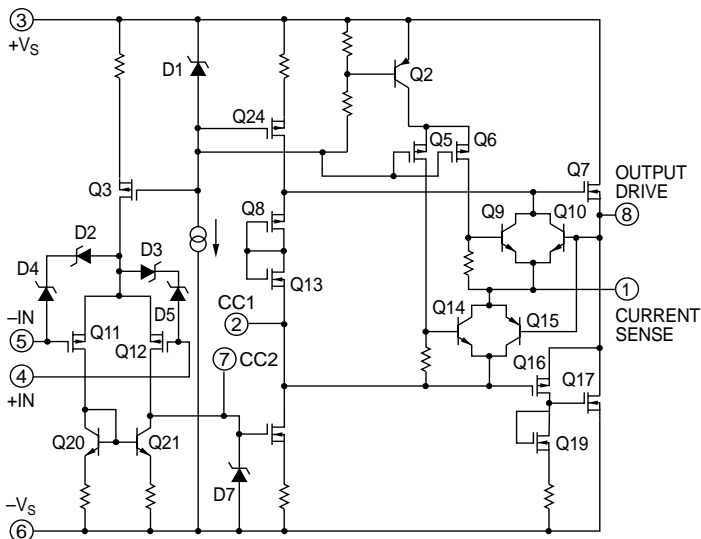 3
+VS
D1
Q2
Q24
Q5
Q6
Q3
Q7
OUTPUT
DRIVE
8
Q8
Q9
Q10
D2
D3
D4
Q13
1
CURRENT
SENSE
–IN
D5
CC1
Q14
Q15
5
Q11
2
Q12
7
CC2
Q16
4
Q17
+IN
Q20
Q21
Q19
D7
–VS
6